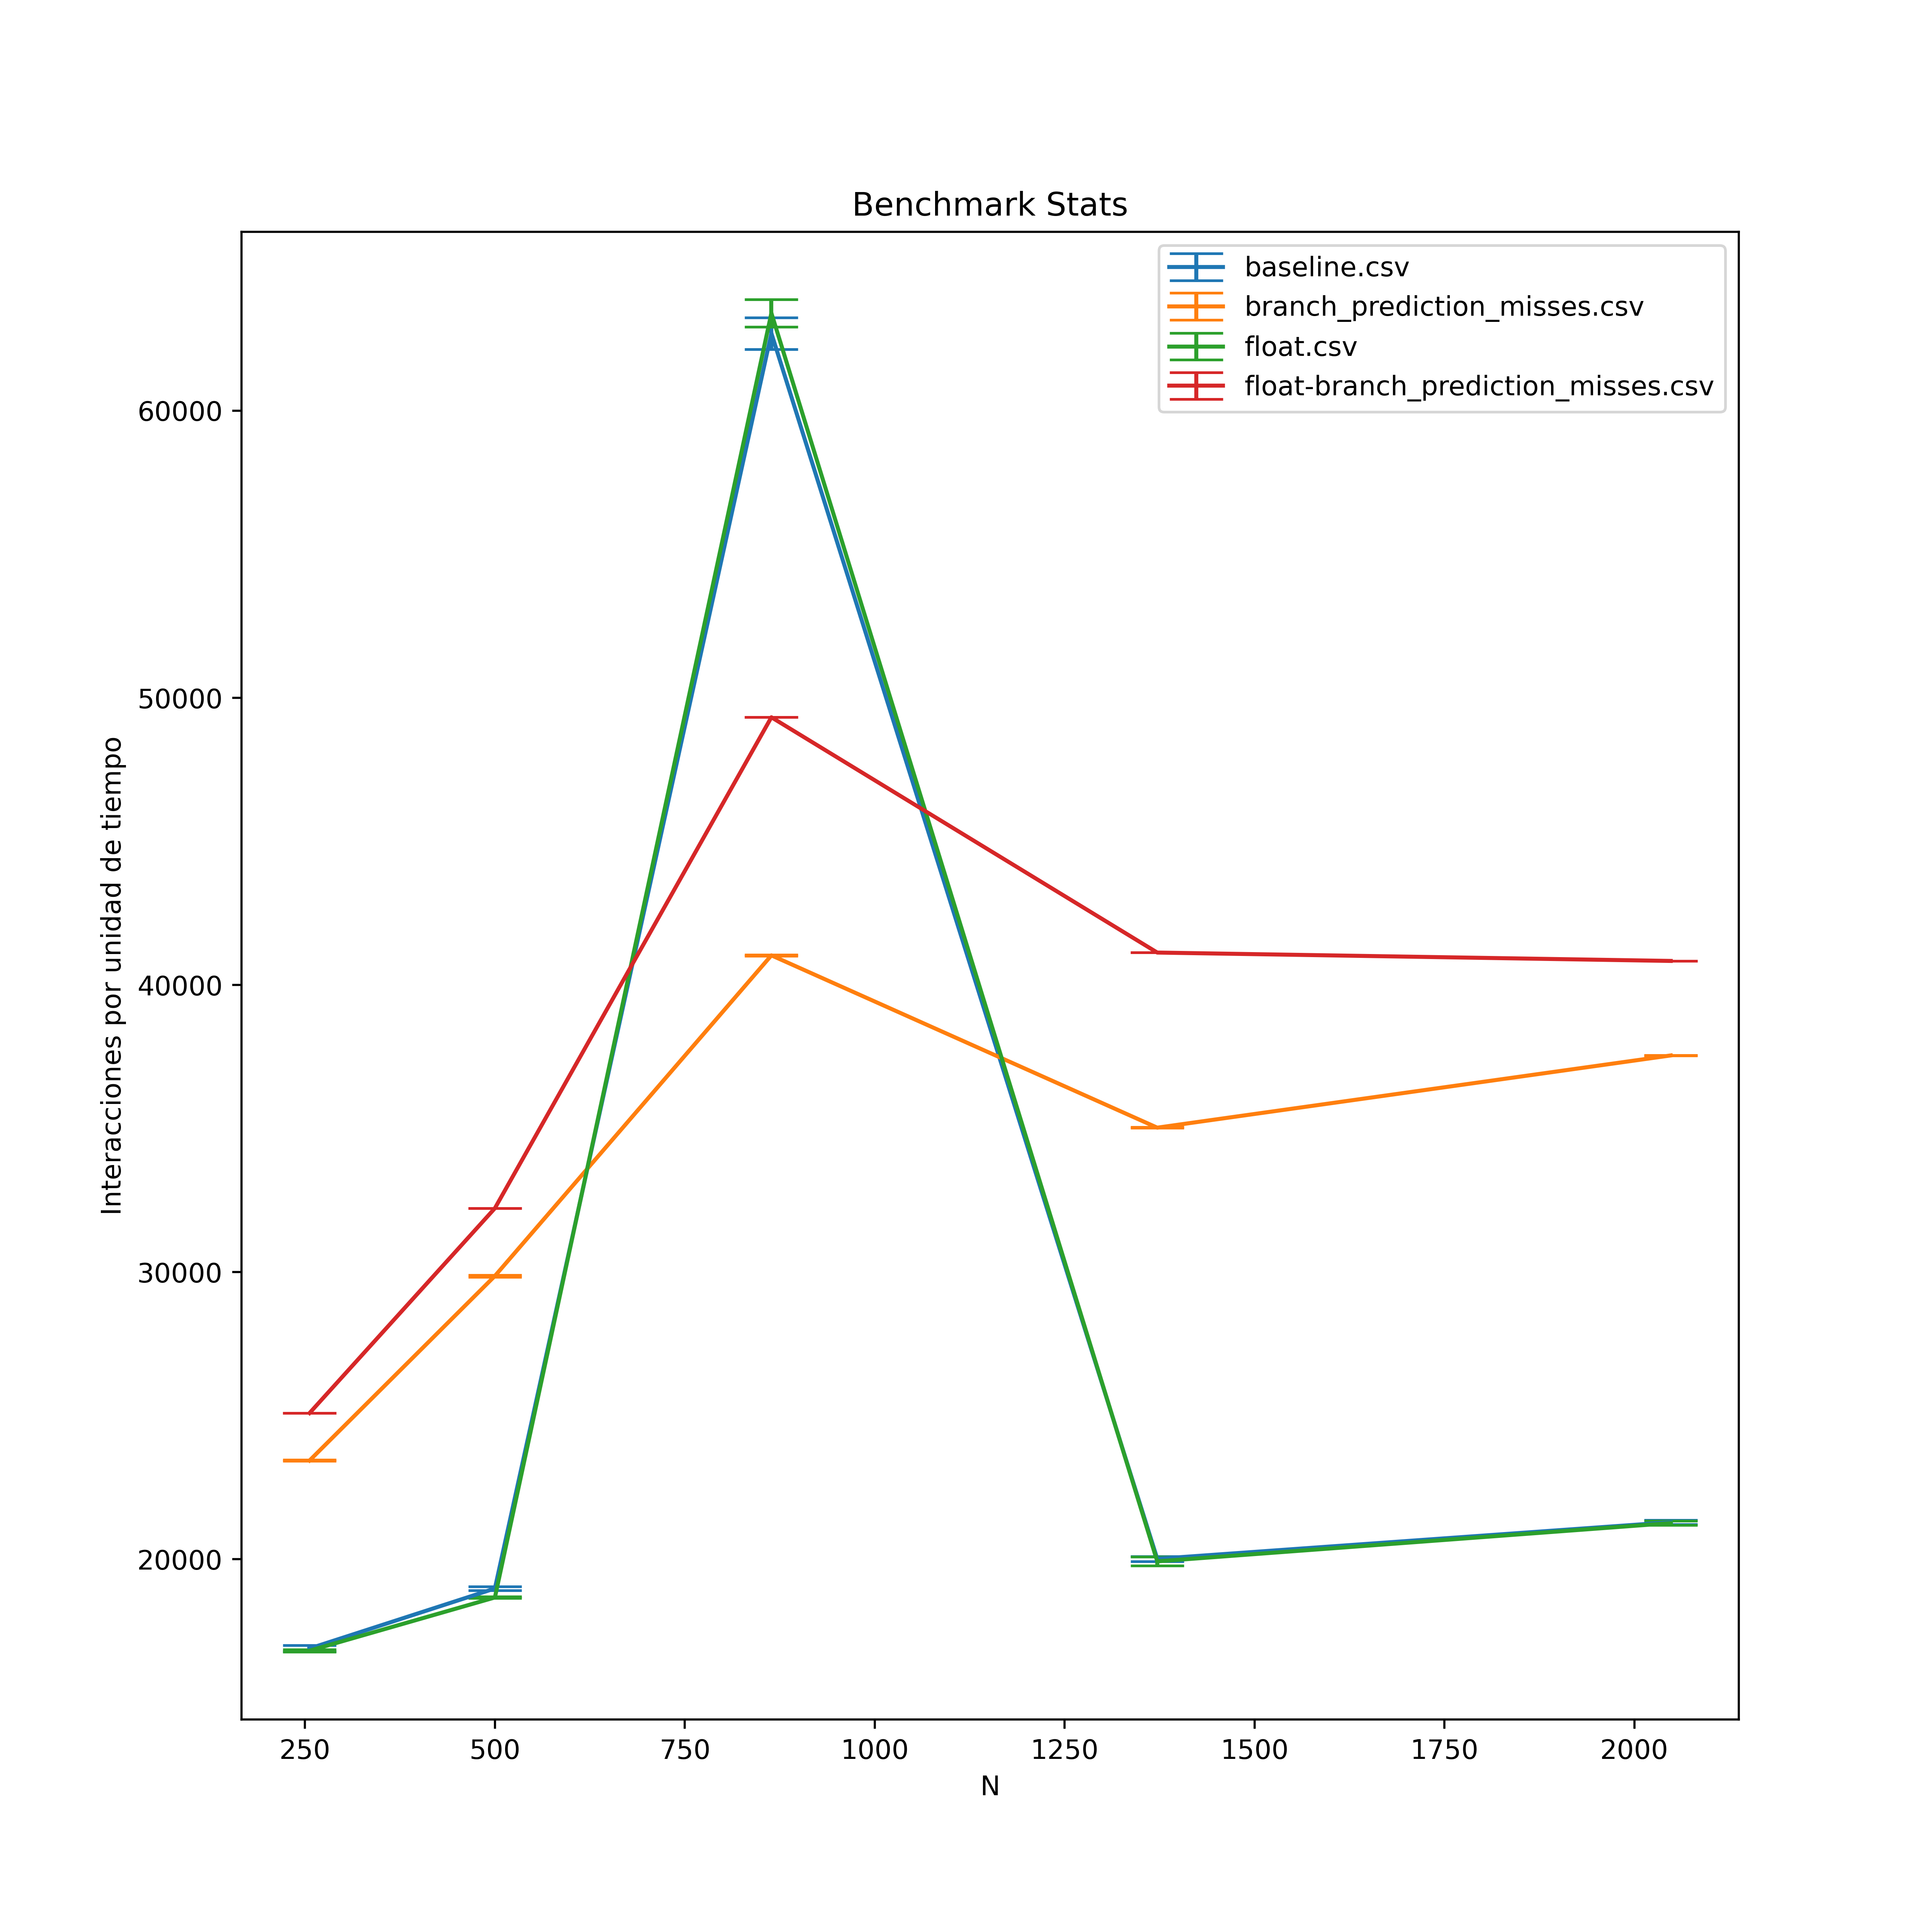 Benchmark Stats
baseline.csv
branch_prediction_misses.csv
float.csv
float-branch_prediction_misses.csv
Interacciones por unidad de tiempo
60000
50000
40000
30000
20000
250 500 750 1000 1250 1500 1750 2000
N